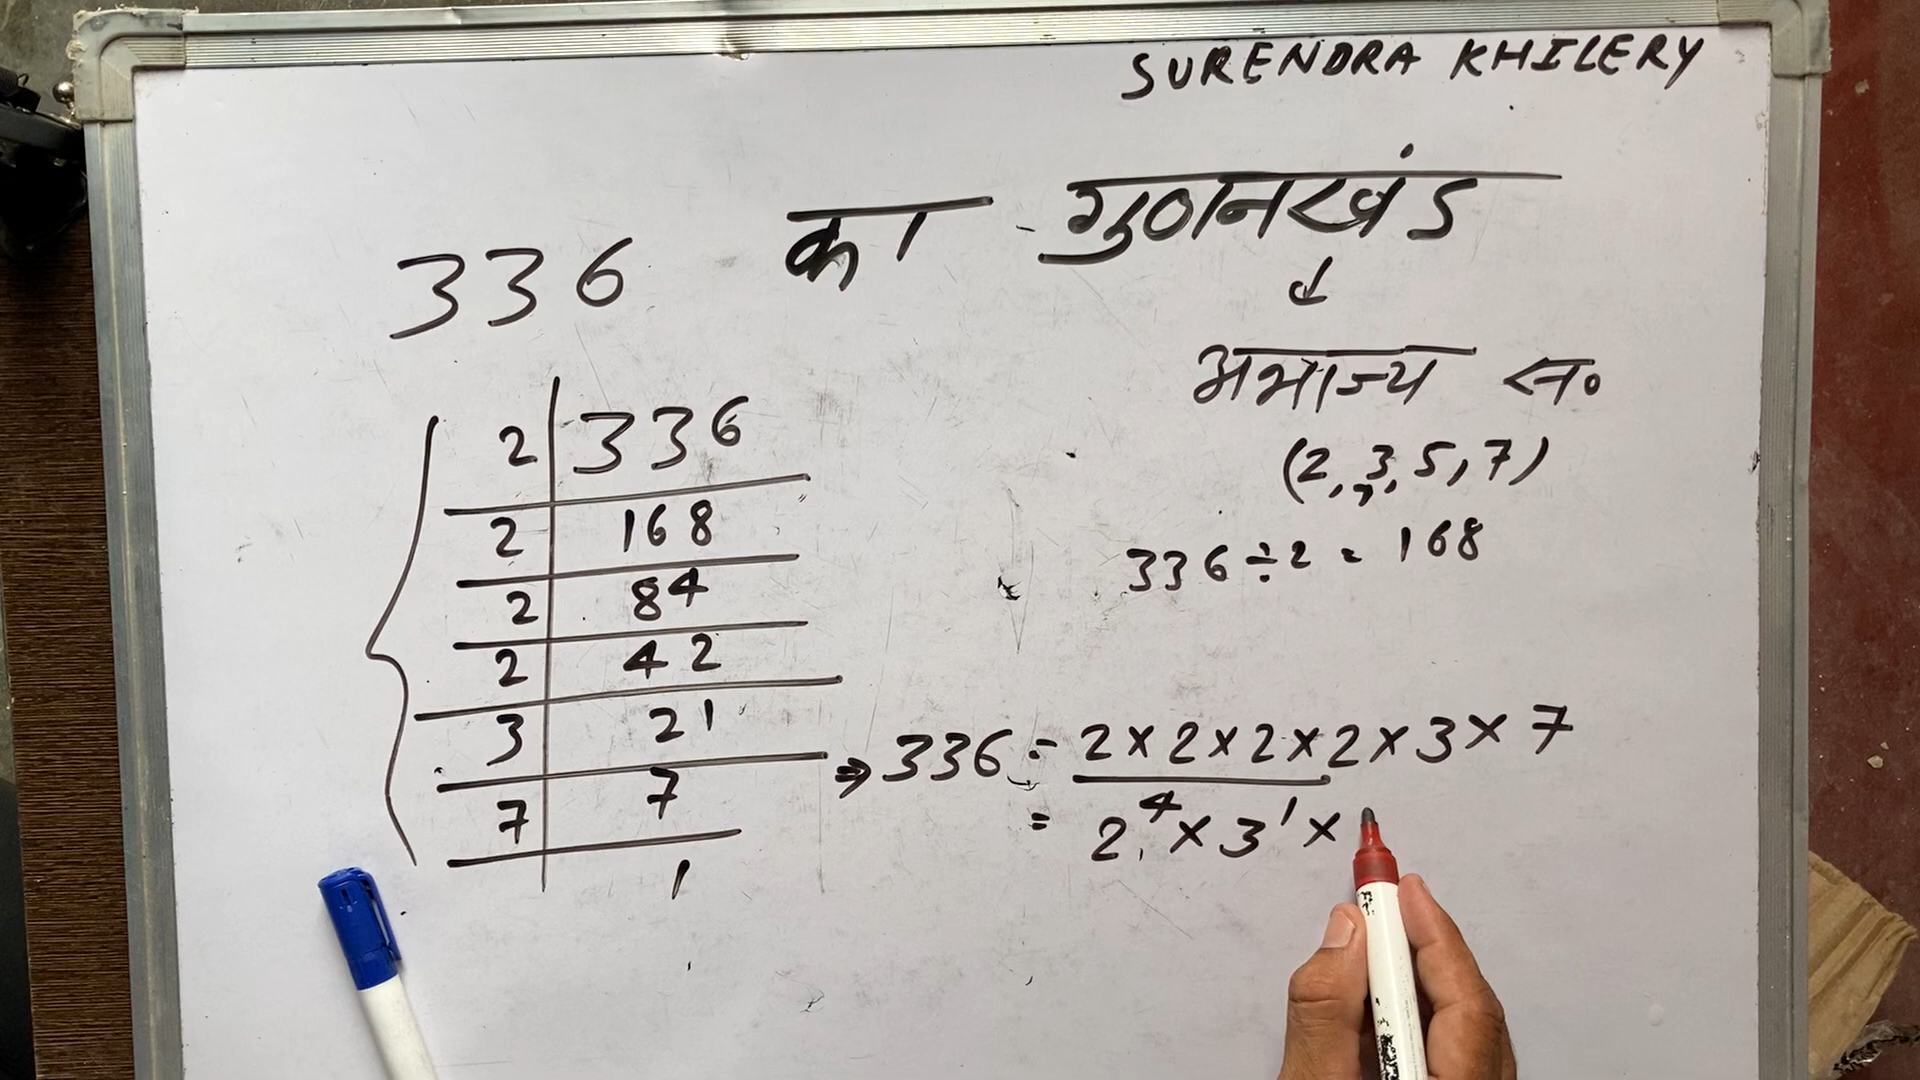 SURENDRA KHILERY
336 का गुणनखंड
↓
अभाज्य सं०
(2, 3, 5, 7)
336 ÷ 2 = 168
2 | 336
2 | 168
2 | 84
2 | 42
3 | 21
7 | 7
1
⇒ 336 = 2 × 2 × 2 × 2 × 3 × 7
= 2⁴ × 3¹ ×